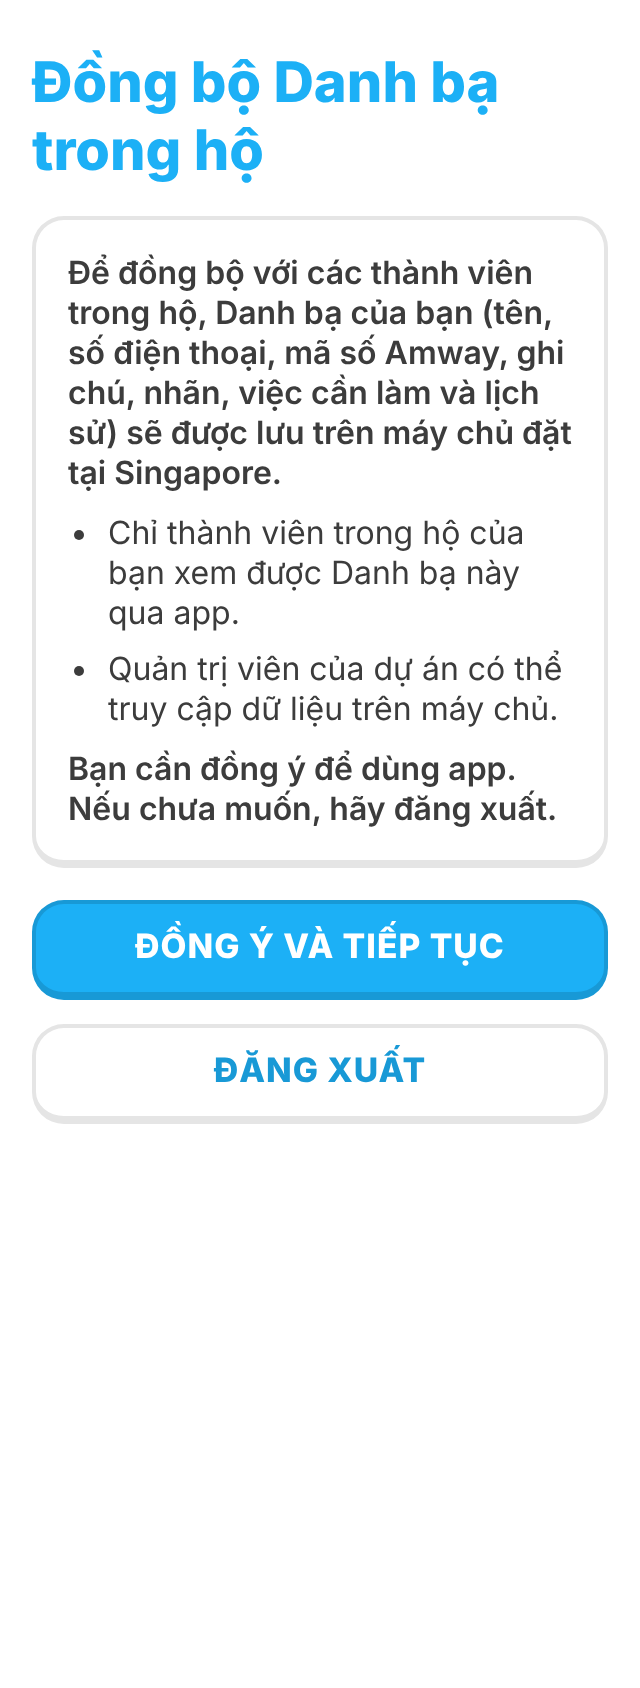 Đồng bộ Danh bạ
trong hộ
Để đồng bộ với các thành viên
trong hộ, Danh bạ của bạn (tên,
số điện thoại, mã số Amway, ghi
chú, nhãn, việc cần làm và lịch
sử) sẽ được lưu trên máy chủ đặt
tại Singapore.
• Chỉ thành viên trong hộ của
bạn xem được Danh bạ này
qua app.
• Quản trị viên của dự án có thể
truy cập dữ liệu trên máy chủ.
Bạn cần đồng ý để dùng app.
Nếu chưa muốn, hãy đăng xuất.
ĐỒNG Ý VÀ TIẾP TỤC
ĐĂNG XUẤT